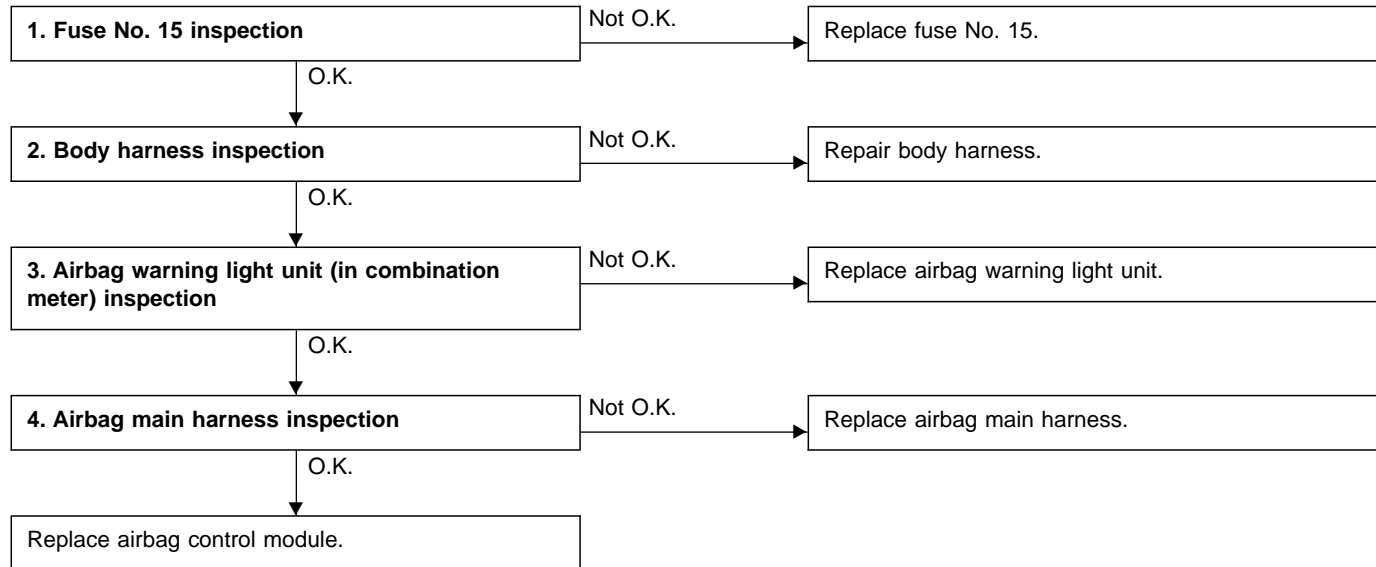 1. Fuse No. 15 inspection
Not O.K.
Replace fuse No. 15.
O.K.
2. Body harness inspection
Not O.K.
Repair body harness.
O.K.
3. Airbag warning light unit (in combination
meter) inspection
Not O.K.
Replace airbag warning light unit.
O.K.
4. Airbag main harness inspection
Not O.K.
Replace airbag main harness.
O.K.
Replace airbag control module.